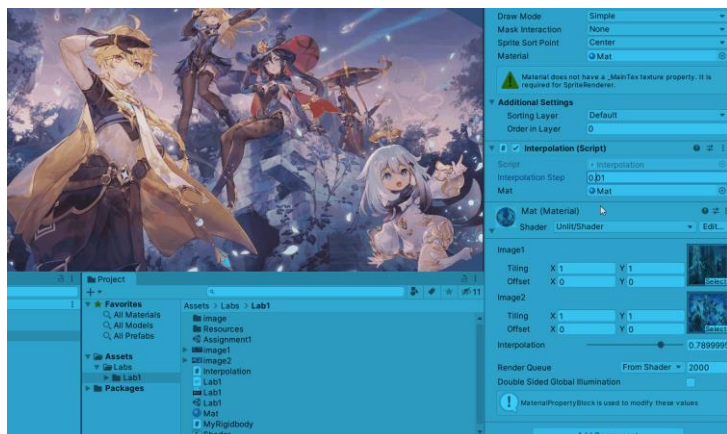 Draw Mode Simple
Mask Interaction None
Sprite Sort Point Center
Material Mat
Material does not have a _MainTex texture property. It is
required for SpriteRenderer.
Additional Settings
Sorting Layer Default
Order in Layer 0
# Interpolation (Script)
Script Interpolation
Interpolation Step 0.01
Mat Mat
Mat (Material)
Shader Unlit/Shader Edit...
Image1
Tiling X 1 Y 1
Offset X 0 Y 0 Select
Image2
Tiling X 1 Y 1
Offset X 0 Y 0 Select
Interpolation 0.7899995
Render Queue From Shader 2000
Double Sided Global Illumination
MaterialPropertyBlock is used to modify these values
Project
11
Favorites
All Materials
All Models
All Prefabs
Assets
Labs
Lab1
Packages
Assets > Labs > Lab1
image
Resources
Assignment1
image1
image2
Interpolation
Lab1
Lab1
Lab1
Mat
MyRigidbody